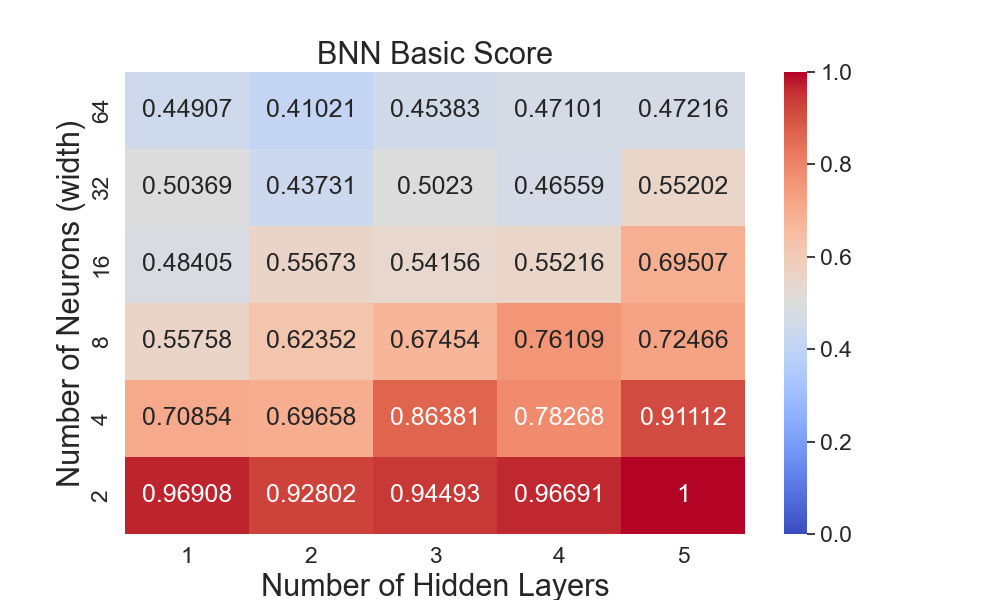 BNN Basic Score
Number of Neurons (width)
64 0.44907 0.41021 0.45383 0.47101 0.47216
32 0.50369 0.43731 0.5023 0.46559 0.55202
16 0.48405 0.55673 0.54156 0.55216 0.69507
8 0.55758 0.62352 0.67454 0.76109 0.72466
4 0.70854 0.69658 0.86381 0.78268 0.91112
2 0.96908 0.92802 0.94493 0.96691 1
1 2 3 4 5
Number of Hidden Layers
1.0
0.8
0.6
0.4
0.2
0.0